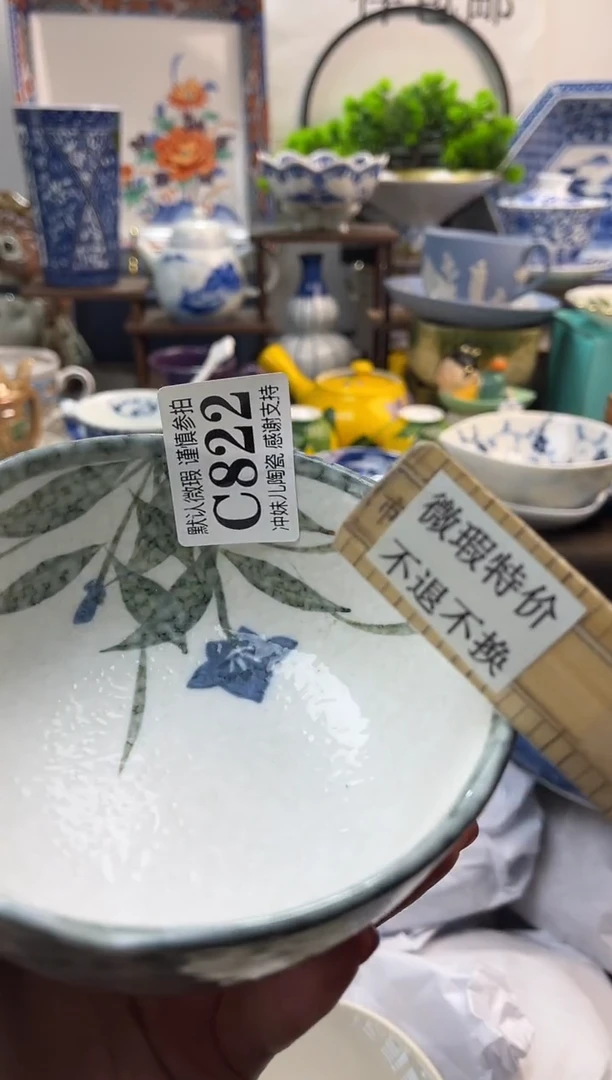 默认微瑕 谨慎参拍
C822
冲妹儿陶瓷 感谢支持
市
微瑕特价
不退不换